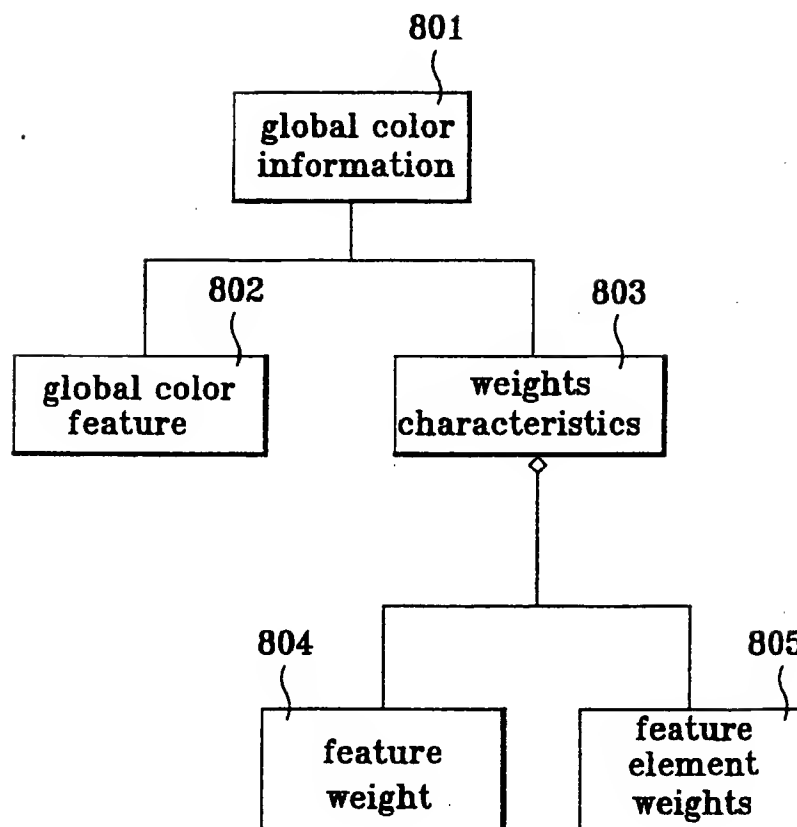 801
global color
information
802
803
global color
feature
weights
characteristics
804
805
feature
weight
feature
element
weights